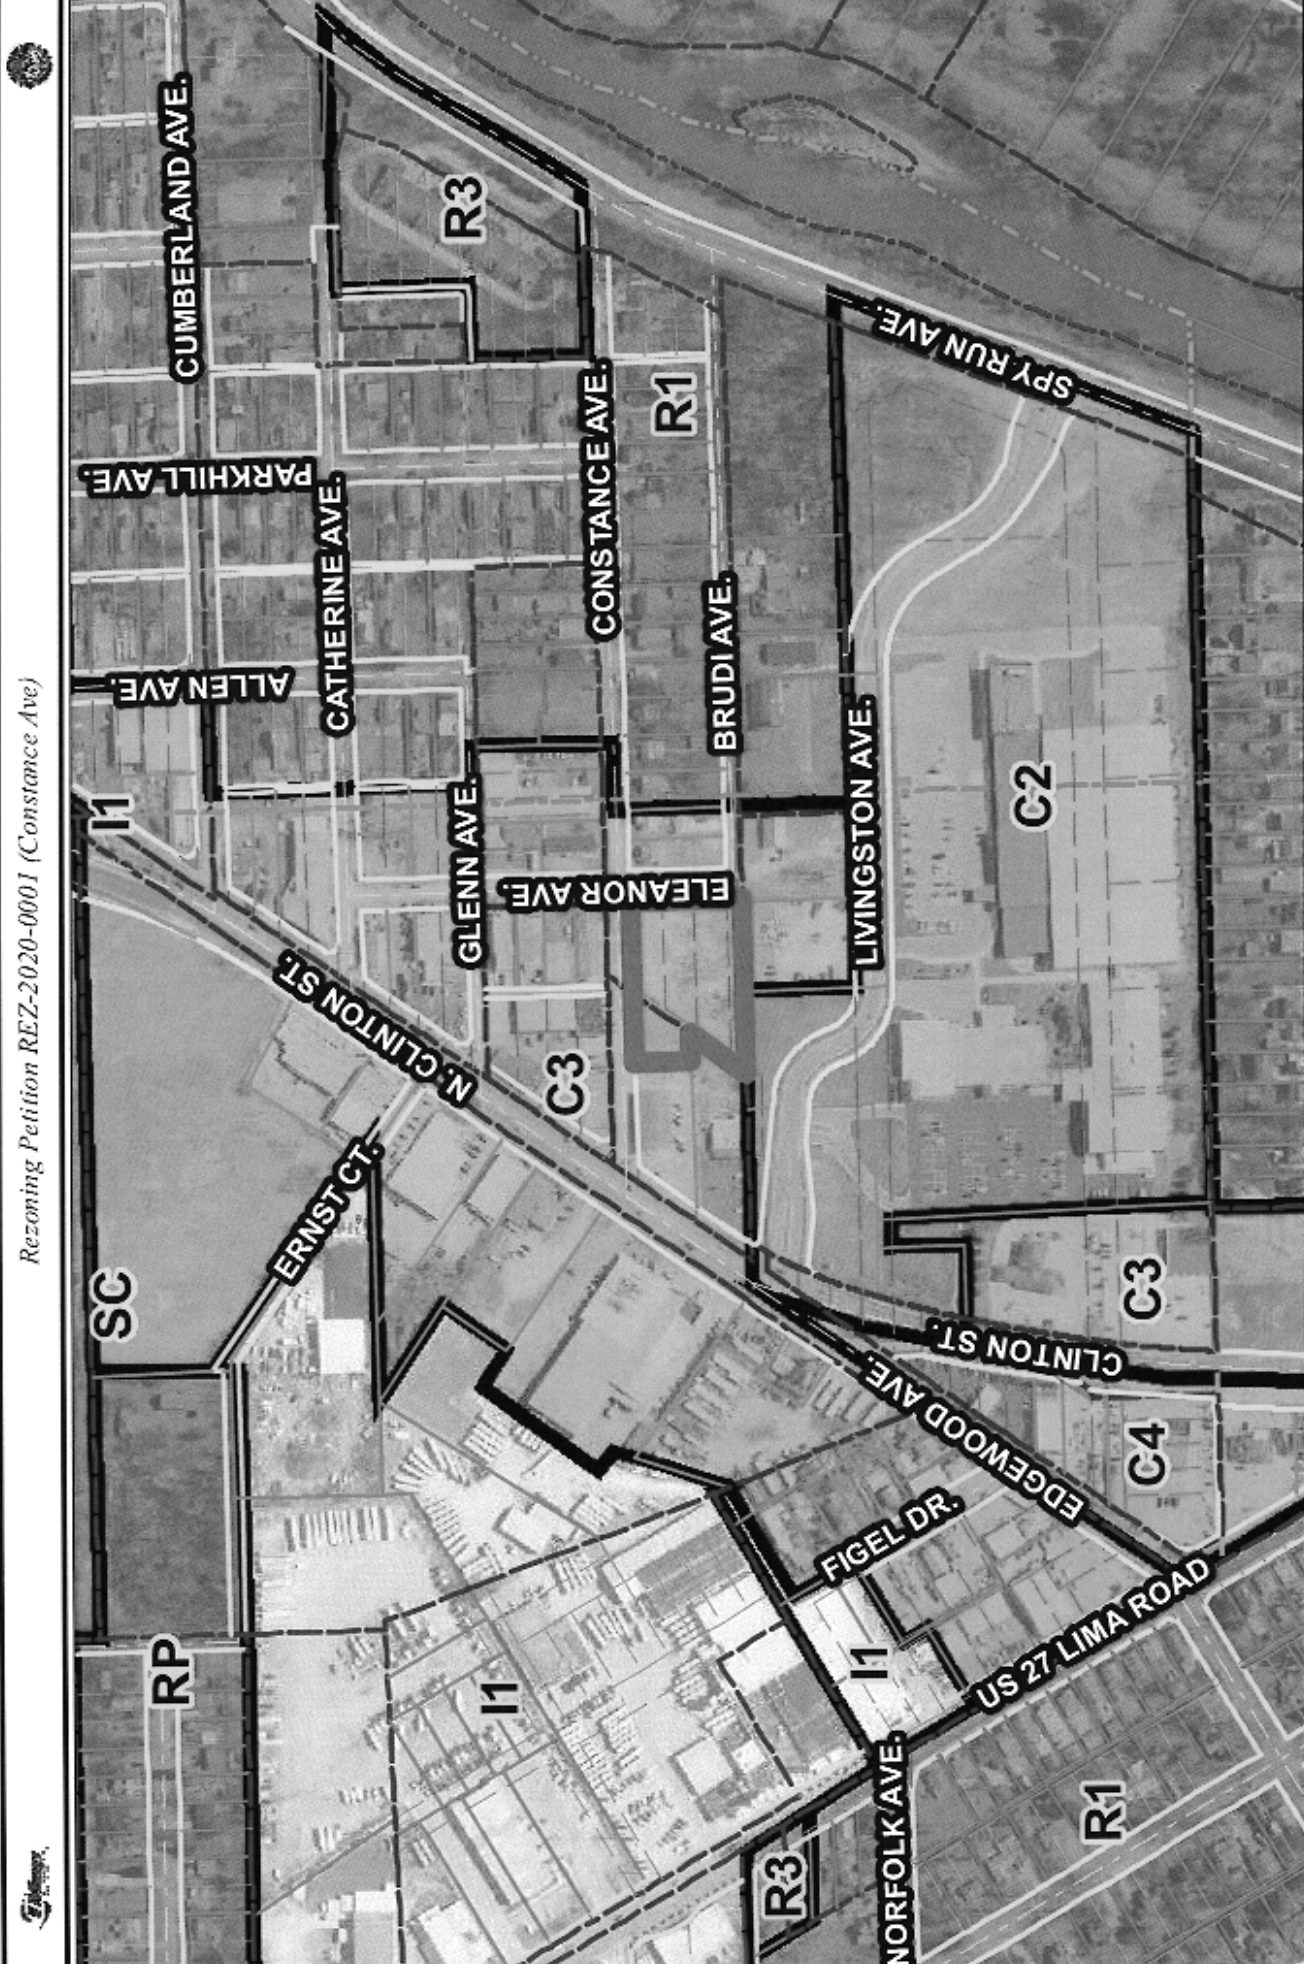 Rezoning Petition REZ-2020-0001 (Constance Ave)
RP
SC
I1
ALLEN AVE.
PARKHILL AVE.
CUMBERLAND AVE.
ERNST CT.
N. CLINTON ST.
CATHERINE AVE.
I1
GLENN AVE.
R3
C3
ELEANOR AVE.
CONSTANCE AVE.
R1
BRUDI AVE.
R3
I1
FIGEL DR.
LIVINGSTON AVE.
NORFOLK AVE.
EDGEWOOD AVE.
CLINTON ST.
SPY RUN AVE.
C2
US 27 LIMA ROAD
R1
C4
C3